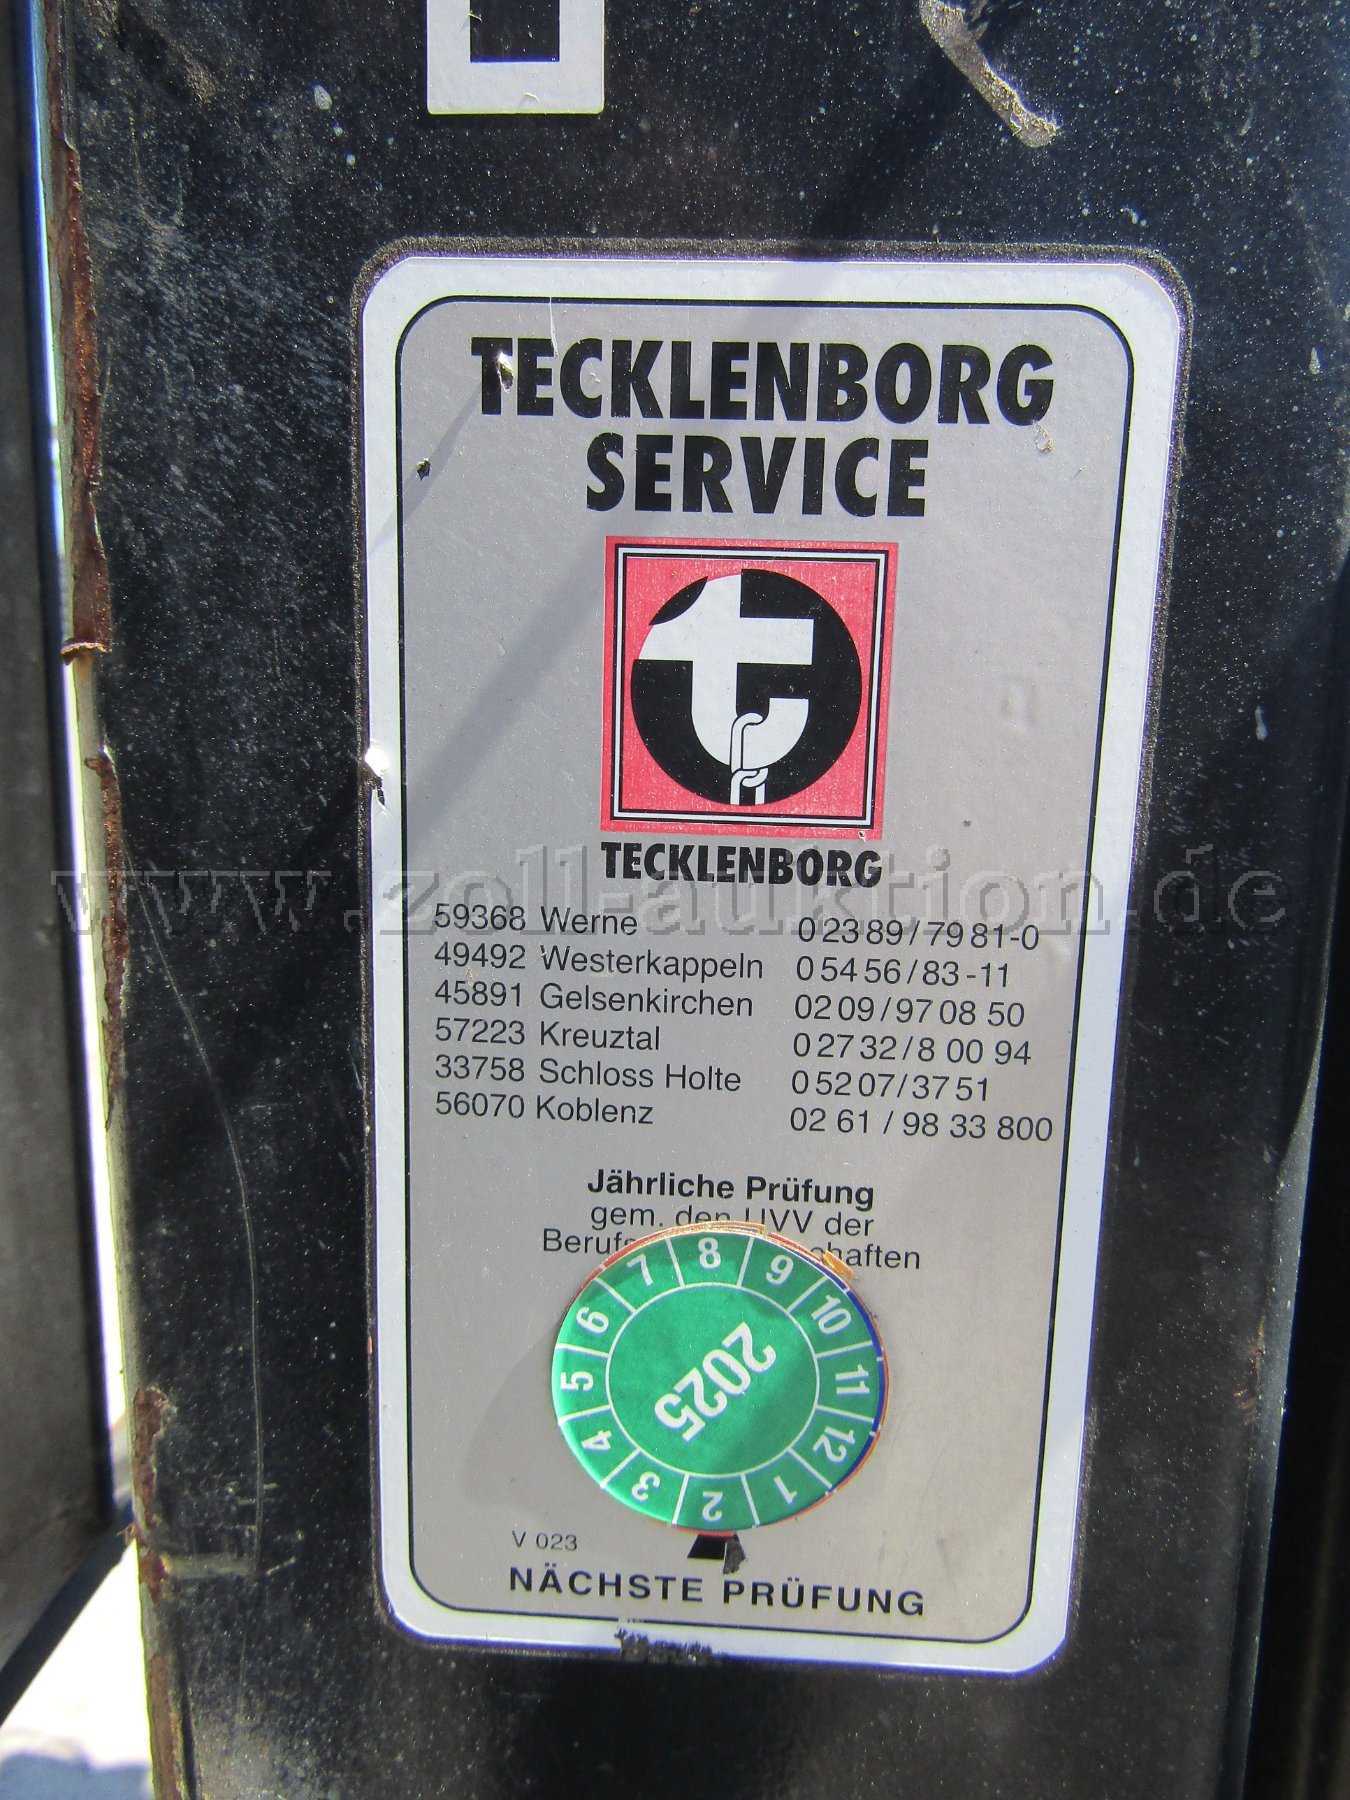 TECKLENBORG
SERVICE
t
TECKLENBORG
www.zoll-auktion.de
59368 Werne 0 23 89 / 79 81-0
49492 Westerkappeln 0 54 56 / 83 - 11
45891 Gelsenkirchen 02 09 / 97 08 50
57223 Kreuztal 0 27 32 / 8 00 94
33758 Schloss Holte 0 52 07 / 37 51
56070 Koblenz 02 61 / 98 33 800
Jährliche Prüfung
gem. den UVV der
7 8 9 10 11 12 1 2 3 4 5 6
2025
V 023
NÄCHSTE PRÜFUNG